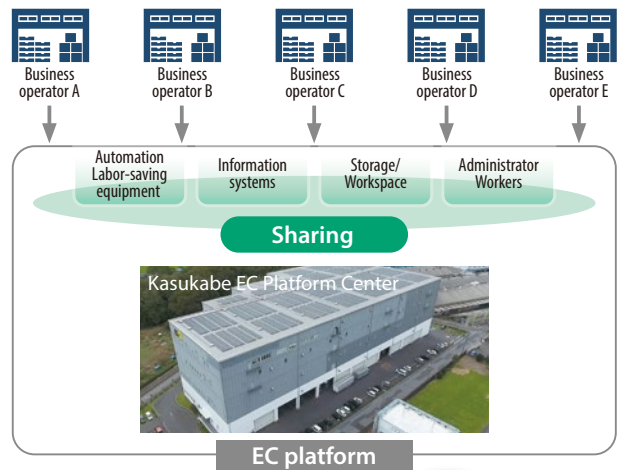 Business
operator A
Business
operator B
Business
operator C
Business
operator D
Business
operator E
Automation
Labor-saving
equipment
Information
systems
Storage/
Workspace
Administrator
Workers
Sharing
Kasukabe EC Platform Center
EC platform